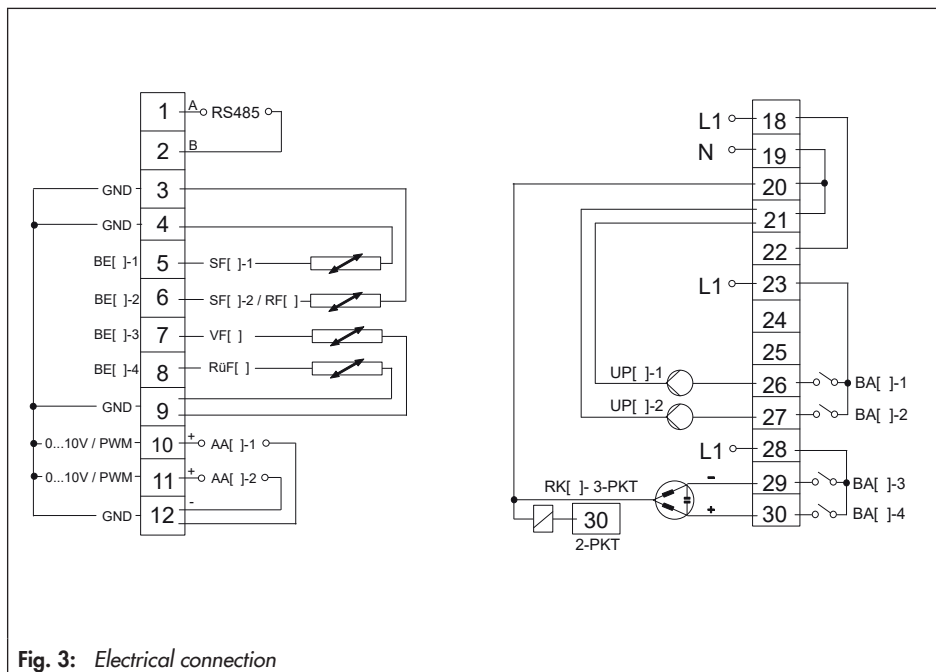 1 A RS485
2 B
GND 3
GND 4
BE[ ]-1 5 SF[ ]-1
BE[ ]-2 6 SF[ ]-2 / RF[ ]
BE[ ]-3 7 VF[ ]
BE[ ]-4 8 RüF[ ]
GND 9
0...10V / PWM 10 + AA[ ]-1
0...10V / PWM 11 + AA[ ]-2
GND 12 -
L1 18
N 19
20
21
22
L1 23
24
25
UP[ ]-1 26 BA[ ]-1
UP[ ]-2 27 BA[ ]-2
L1 28
RK[ ]- 3-PKT - 29 BA[ ]-3
30 + 30 BA[ ]-4
2-PKT
Fig. 3: Electrical connection